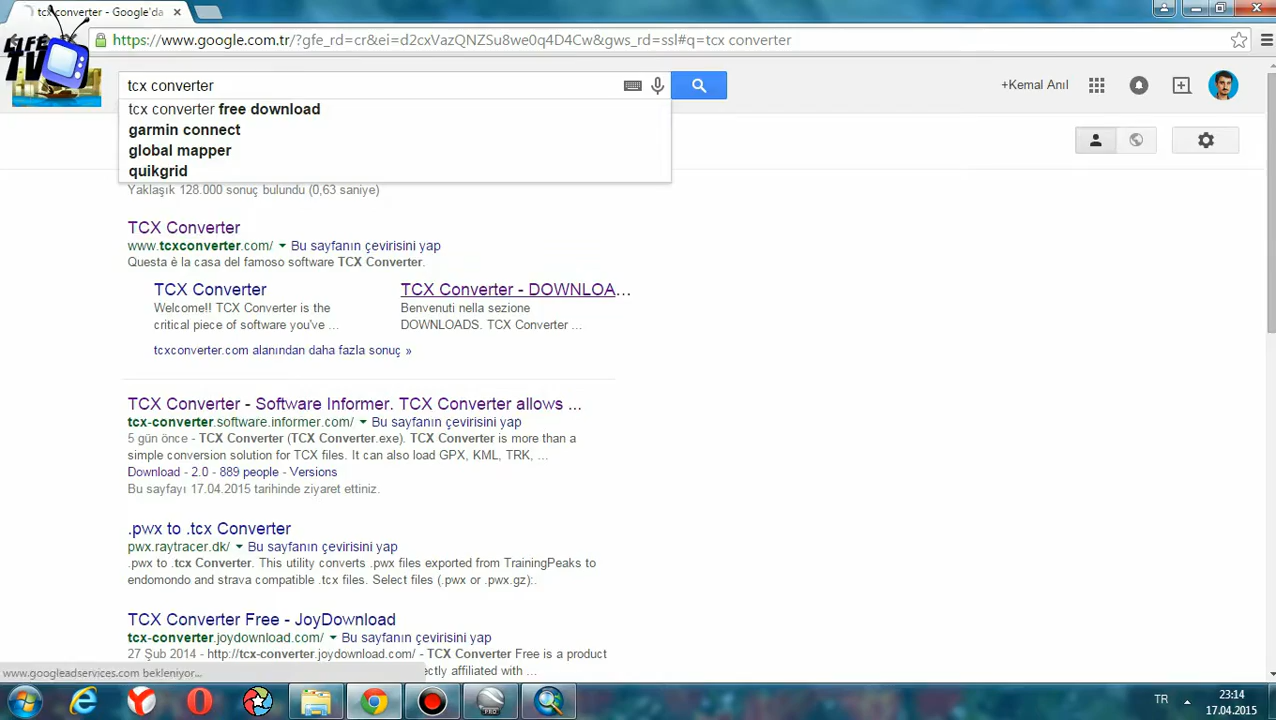 tcx converter - Google'da
https://www.google.com.tr/?gfe_rd=cr&ei=d2cxVazQNZSu8we0q4D4Cw&gws_rd=ssl#q=tcx converter
TV
tcx converter
+Kemal Anıl
tcx converter free download
garmin connect
global mapper
quikgrid
Yaklaşık 128.000 sonuç bulundu (0,63 saniye)
TCX Converter
www.tcxconverter.com/ ▾ Bu sayfanın çevirisini yap
Questa è la casa del famoso software TCX Converter.
TCX Converter
Welcome!! TCX Converter is the
critical piece of software you've ...
TCX Converter - DOWNLOA...
Benvenuti nella sezione
DOWNLOADS. TCX Converter ...
tcxconverter.com alanından daha fazla sonuç »
TCX Converter - Software Informer. TCX Converter allows ...
tcx-converter.software.informer.com/ ▾ Bu sayfanın çevirisini yap
5 gün önce - TCX Converter (TCX Converter.exe). TCX Converter is more than a
simple conversion solution for TCX files. It can also load GPX, KML, TRK, ...
Download - 2.0 - 889 people - Versions
Bu sayfayı 17.04.2015 tarihinde ziyaret ettiniz.
.pwx to .tcx Converter
pwx.raytracer.dk/ ▾ Bu sayfanın çevirisini yap
.pwx to .tcx Converter. This utility converts .pwx files exported from TrainingPeaks to
endomondo and strava compatible .tcx files. Select files (.pwx or .pwx.gz):.
TCX Converter Free - JoyDownload
tcx-converter.joydownload.com/ ▾ Bu sayfanın çevirisini yap
27 Şub 2014 - http://tcx-converter.joydownload.com/ - TCX Converter Free is a product
ctly affiliated with ...
www.googleadservices.com bekleniyor...
PRO
TR
23:14
17.04.2015